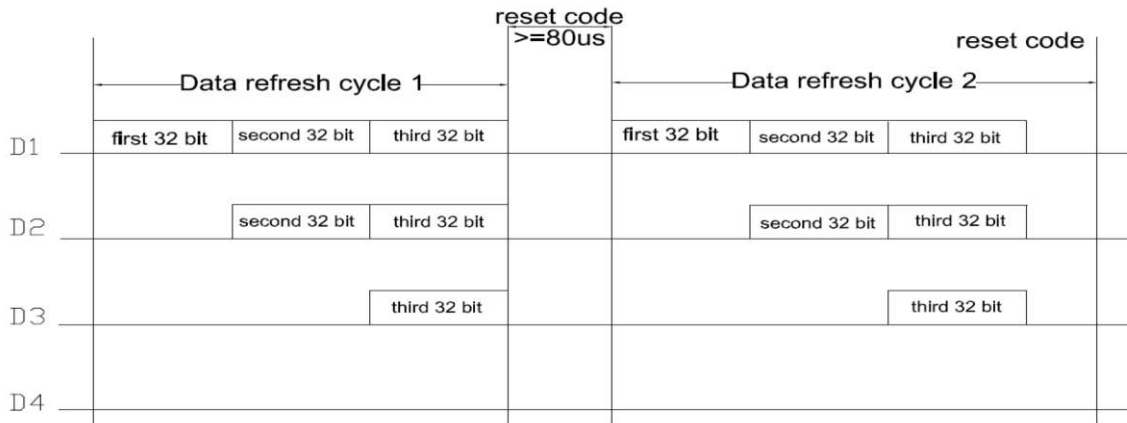 reset code
>=80us
reset code
Data refresh cycle 1
Data refresh cycle 2
D1 first 32 bit second 32 bit third 32 bit first 32 bit second 32 bit third 32 bit
D2 second 32 bit third 32 bit second 32 bit third 32 bit
D3 third 32 bit third 32 bit
D4